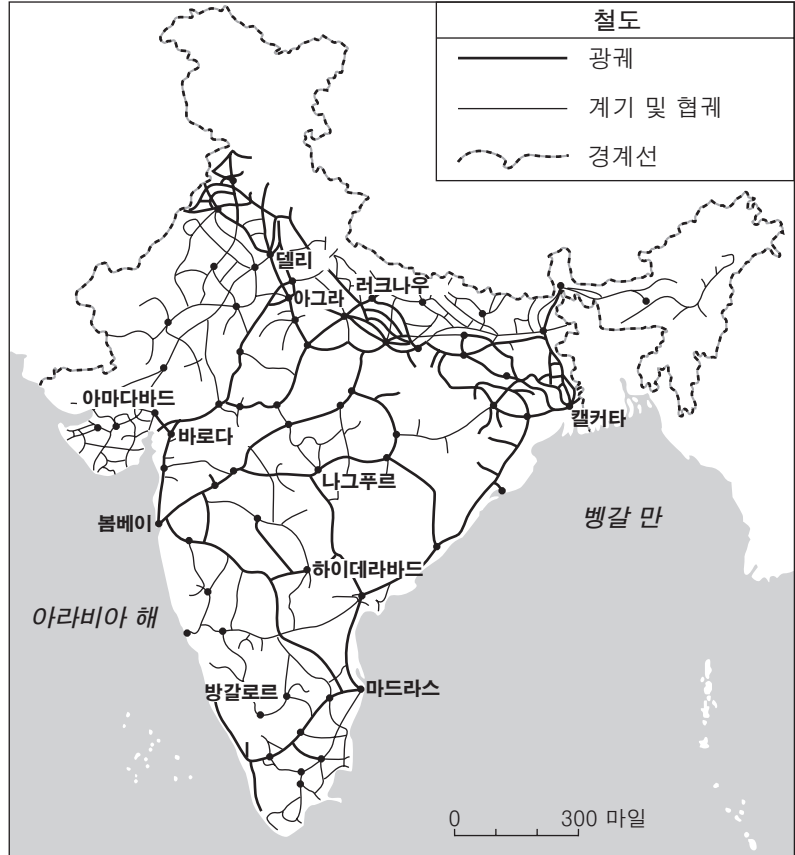 철도
광궤
계기 및 협궤
경계선
델리
러크나우
아그라
아마다바드
바로다
캘커타
나그푸르
봄베이
벵갈 만
하이데라바드
아라비아 해
방갈로르
마드라스
0 300 마일